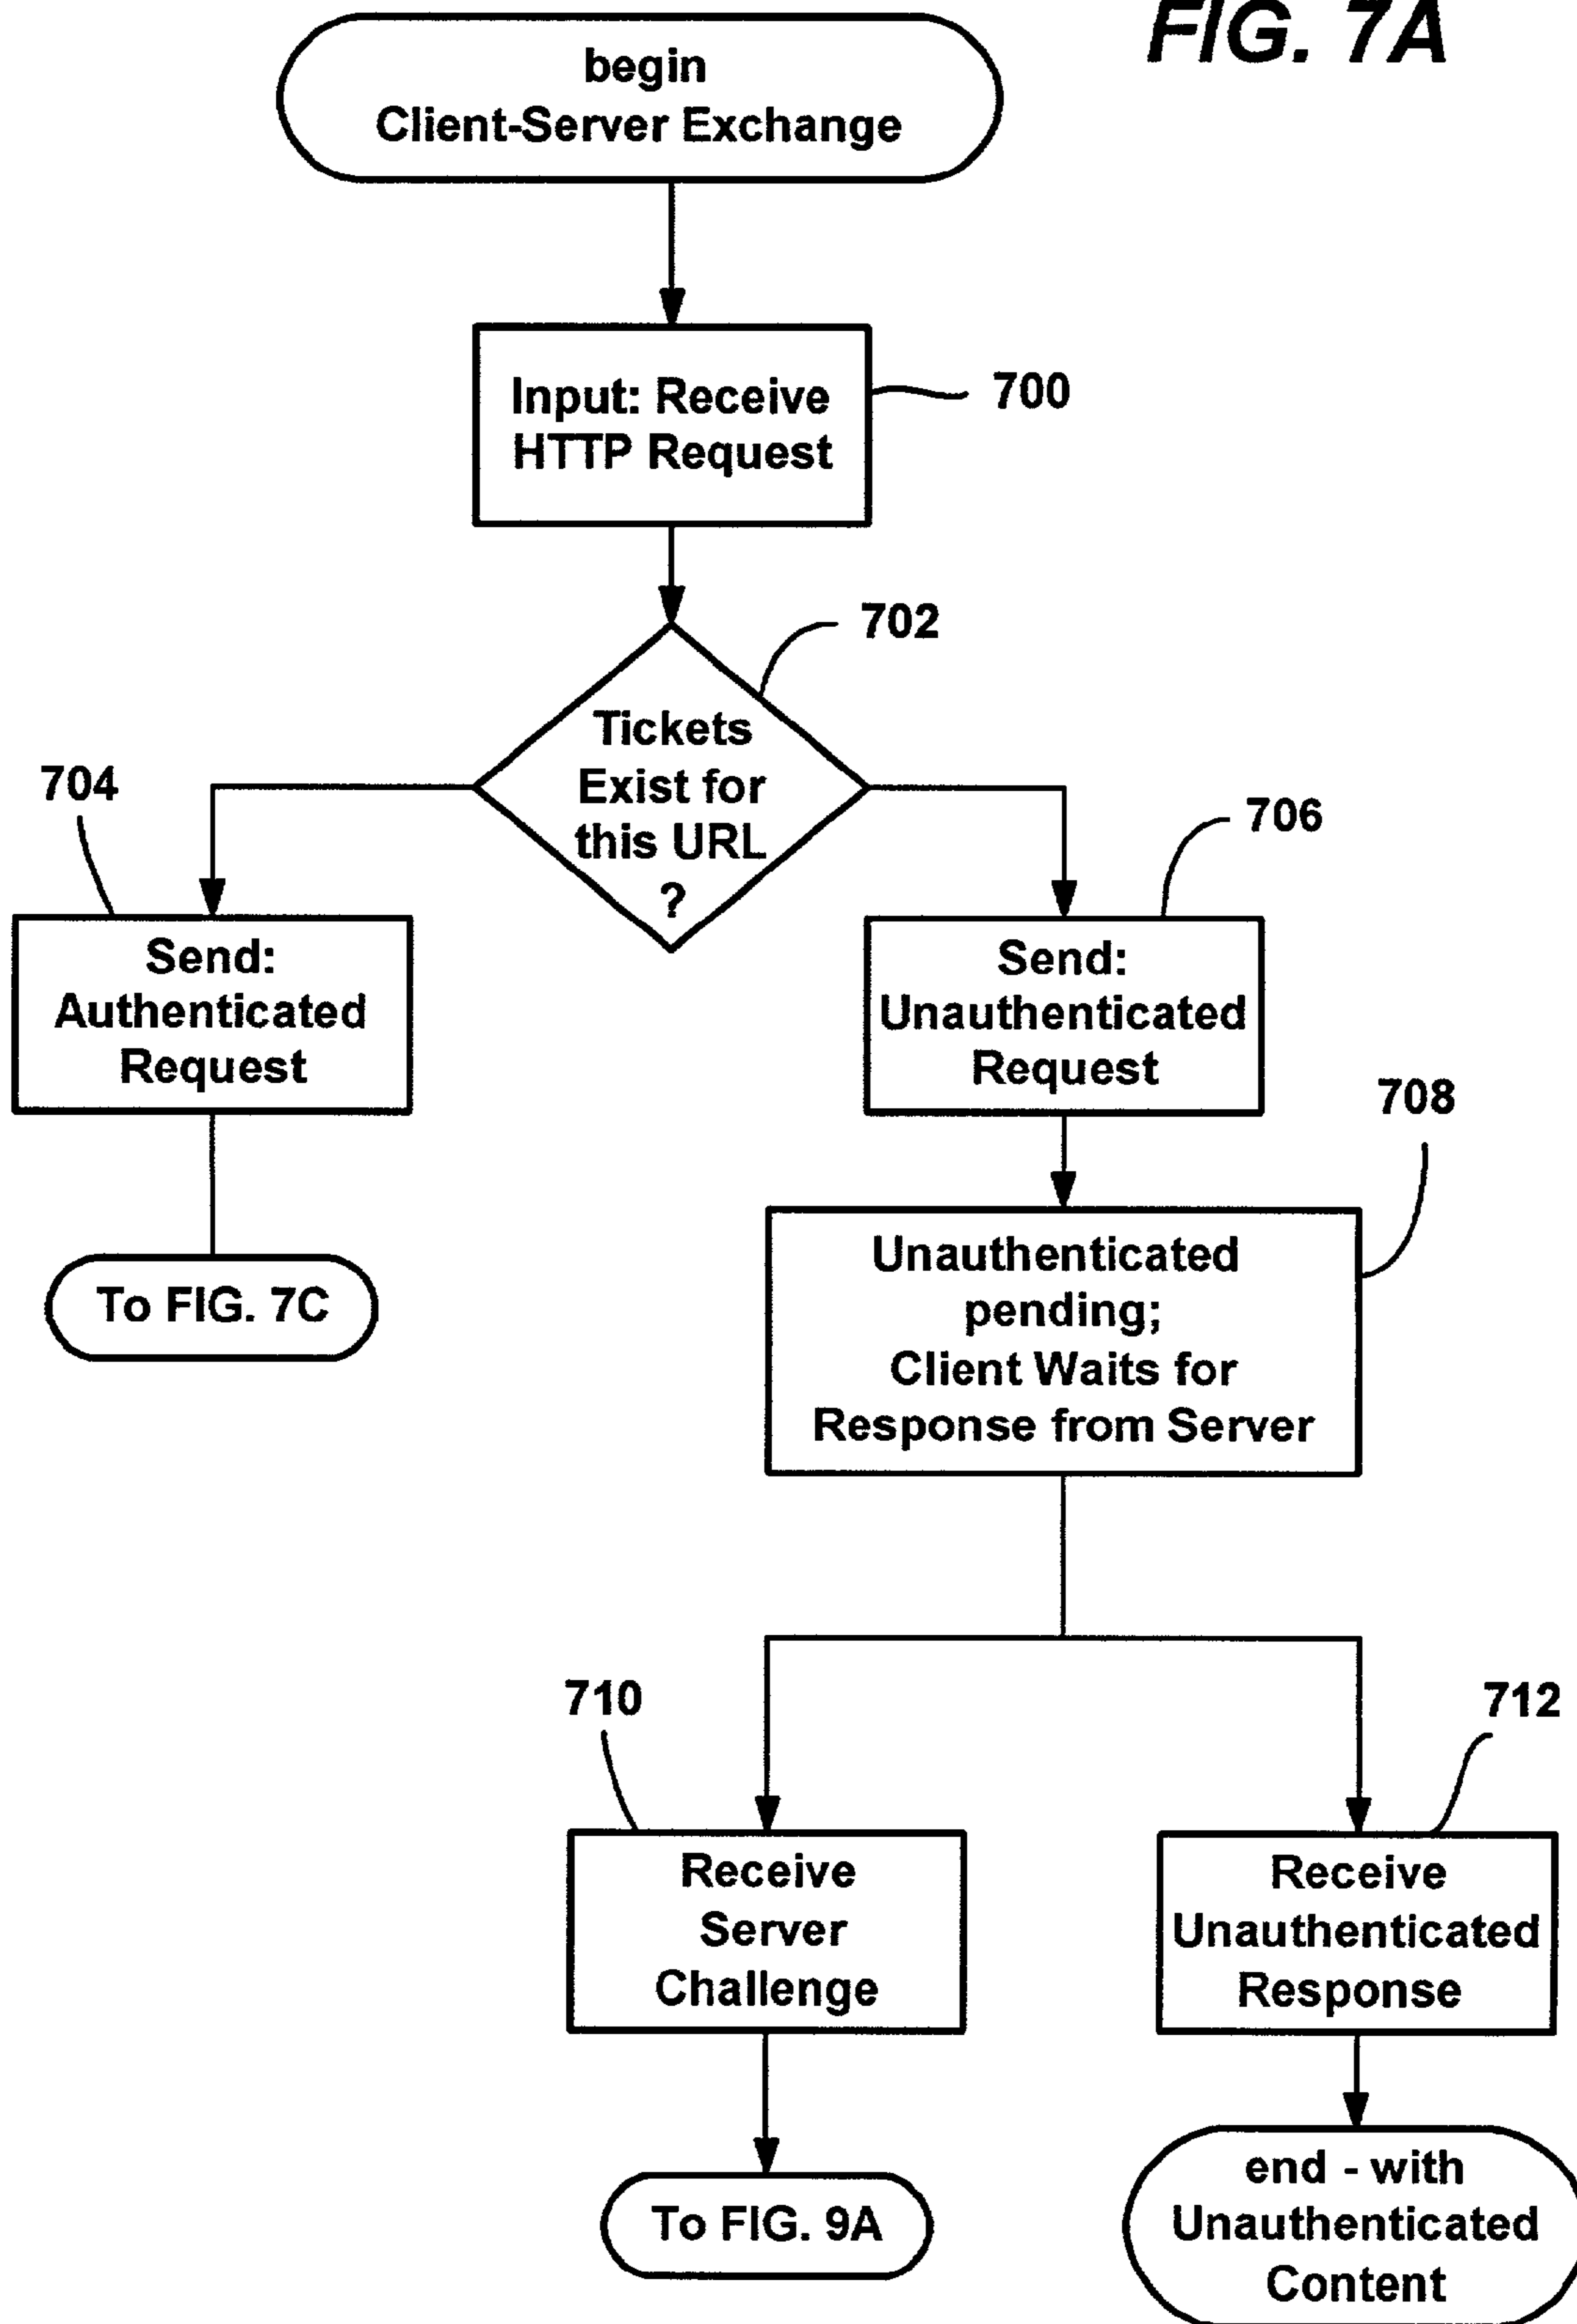 FIG. 7A
begin
Client-Server Exchange
Input: Receive
HTTP Request
700
702
Tickets
Exist for
this URL
?
704
706
Send:
Authenticated
Request
Send:
Unauthenticated
Request
708
To FIG. 7C
Unauthenticated
pending;
Client Waits for
Response from Server
710
712
Receive
Server
Challenge
Receive
Unauthenticated
Response
To FIG. 9A
end - with
Unauthenticated
Content